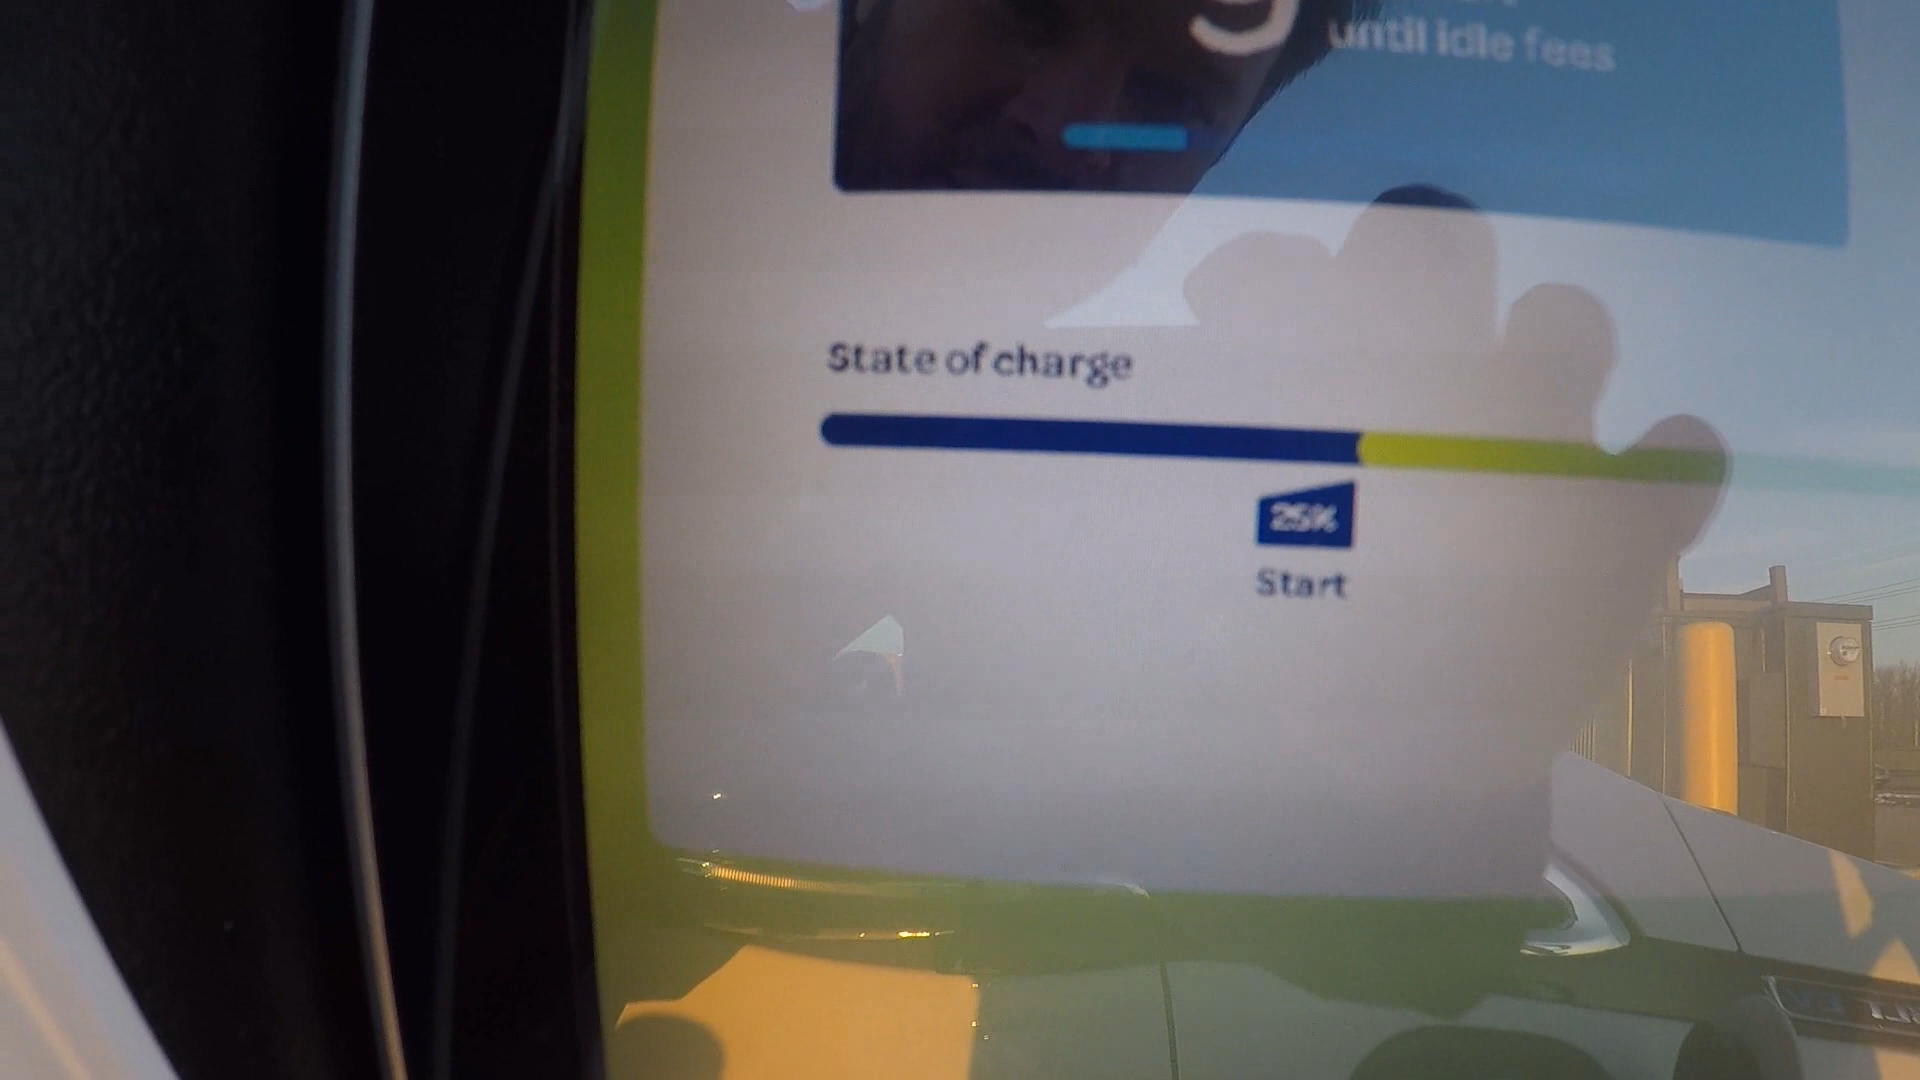 until idle fees
State of charge
25%
Start